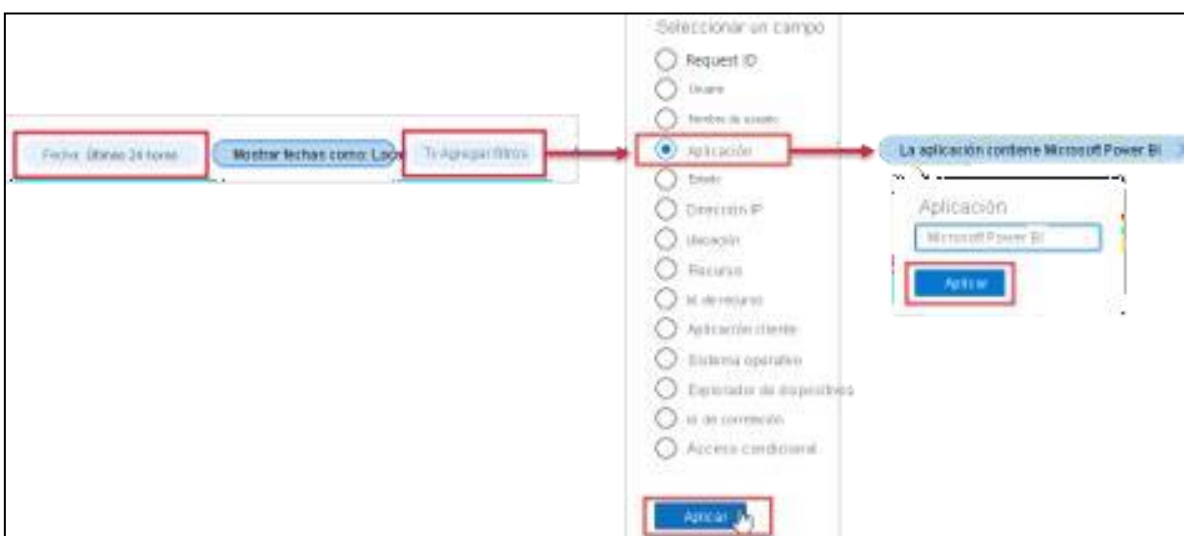 Fecha: Últimas 24 horas
Mostrar fechas como: Loca
Agregar filtros
Seleccionar un campo
Request ID
Usuario
Nombre de usuario
Aplicación
Estado
Dirección IP
Ubicación
Recurso
Id. de recurso
Aplicación cliente
Sistema operativo
Explorador de dispositivos
Id. de correlación
Acceso condicional
Aplicar
La aplicación contiene Microsoft Power BI
Aplicación
Microsoft Power BI
Aplicar